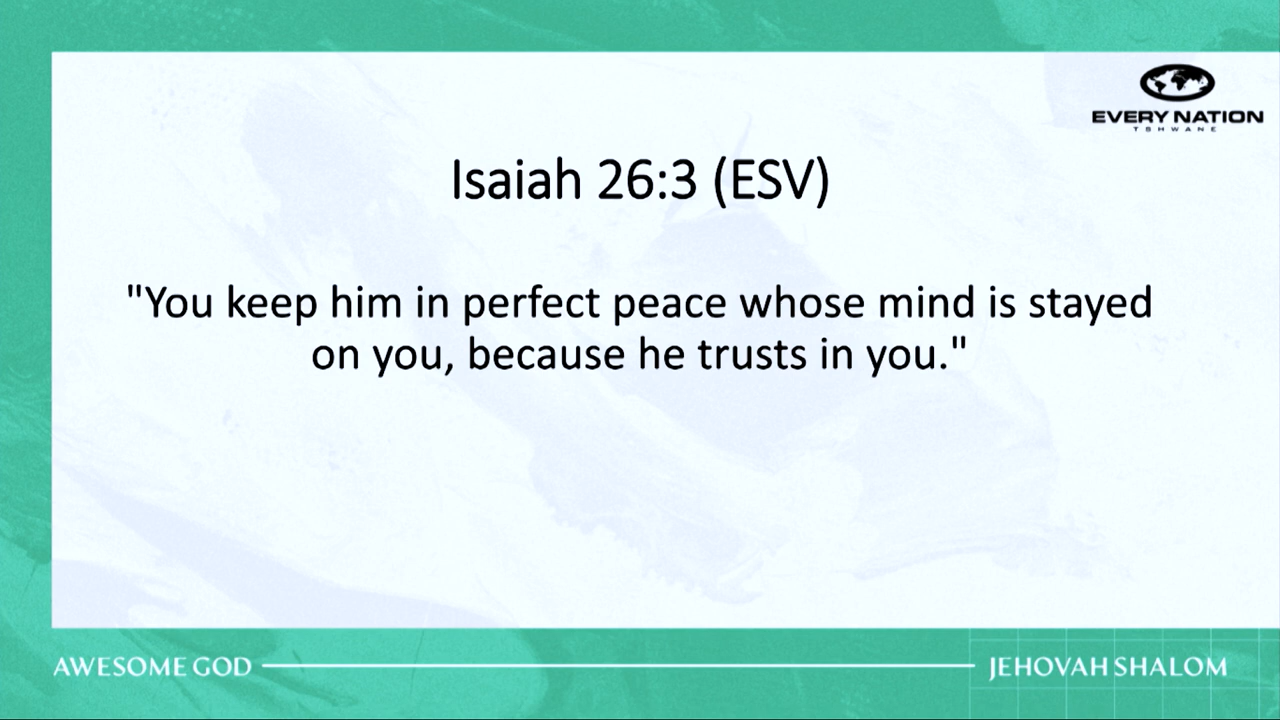 EVERY NATION
TSHWANE
Isaiah 26:3 (ESV)
"You keep him in perfect peace whose mind is stayed
on you, because he trusts in you."
AWESOME GOD
JEHOVAH SHALOM